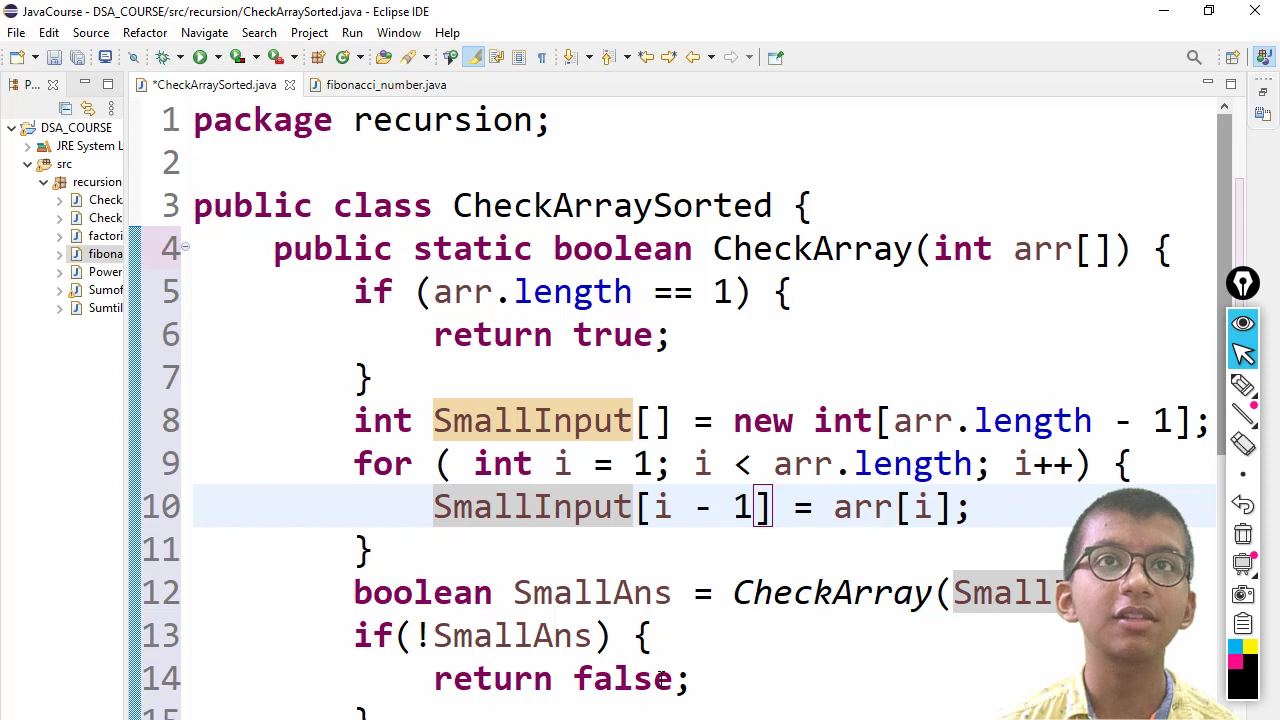 JavaCourse - DSA_COURSE/src/recursion/CheckArraySorted.java - Eclipse IDE
File Edit Source Refactor Navigate Search Project Run Window Help
P... *CheckArraySorted.java fibonacci_number.java
DSA_COURSE
JRE System L
src
recursion
Check
Check
factori
fibona
Power
Sumof
Sumtil
1 package recursion;
2
3 public class CheckArraySorted {
4 public static boolean CheckArray(int arr[]) {
5 if (arr.length == 1) {
6 return true;
7 }
8 int SmallInput[] = new int[arr.length - 1];
9 for ( int i = 1; i < arr.length; i++) {
10 SmallInput[i - 1] = arr[i];
11 }
12 boolean SmallAns = CheckArray(Small
13 if(!SmallAns) {
14 return false;